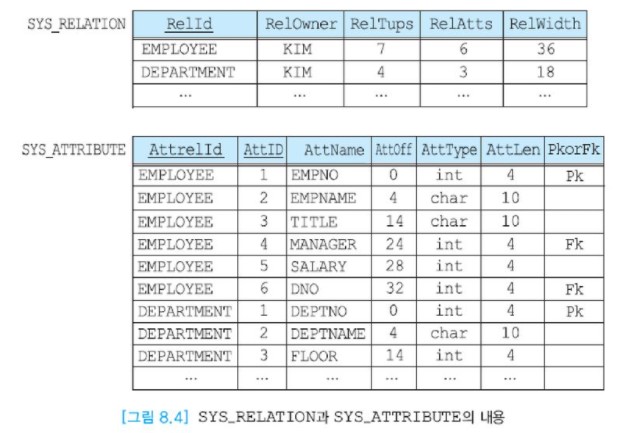 SYS_RELATION RelId RelOwner RelTups RelAtts RelWidth
EMPLOYEE KIM 7 6 36
DEPARTMENT KIM 4 3 18
... ... ... ... ...
SYS_ATTRIBUTE AttrelId AttID AttName AttOff AttType AttLen PkorFk
EMPLOYEE 1 EMPNO 0 int 4 Pk
EMPLOYEE 2 EMPNAME 4 char 10
EMPLOYEE 3 TITLE 14 char 10
EMPLOYEE 4 MANAGER 24 int 4 Fk
EMPLOYEE 5 SALARY 28 int 4
EMPLOYEE 6 DNO 32 int 4 Fk
DEPARTMENT 1 DEPTNO 0 int 4 Pk
DEPARTMENT 2 DEPTNAME 4 char 10
DEPARTMENT 3 FLOOR 14 int 4
... ... ... ... ... ...
[그림 8.4] SYS_RELATION과 SYS_ATTRIBUTE의 내용